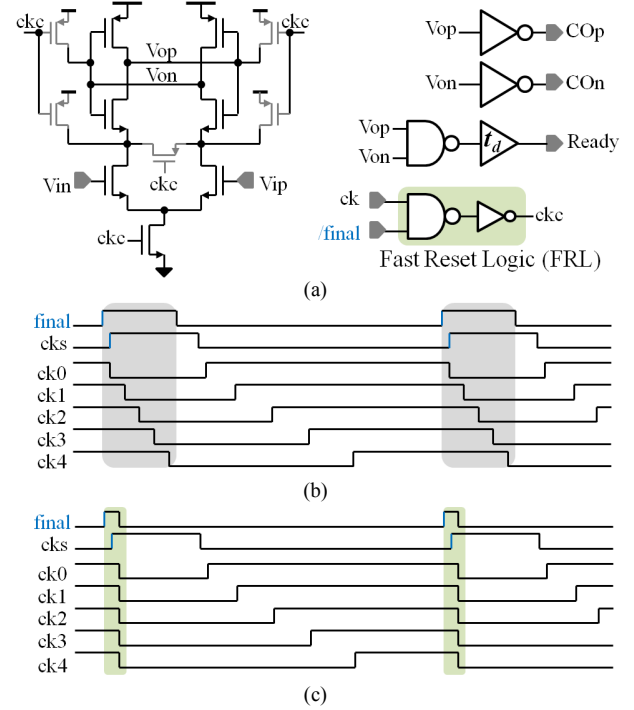 ckc
ckc
Vop
Von
Vin
ckc
Vip
ckc
Vop
COp
Von
COn
Vop
Von
td
Ready
ck
/final
ckc
Fast Reset Logic (FRL)
(a)
final
cks
ck0
ck1
ck2
ck3
ck4
(b)
final
cks
ck0
ck1
ck2
ck3
ck4
(c)